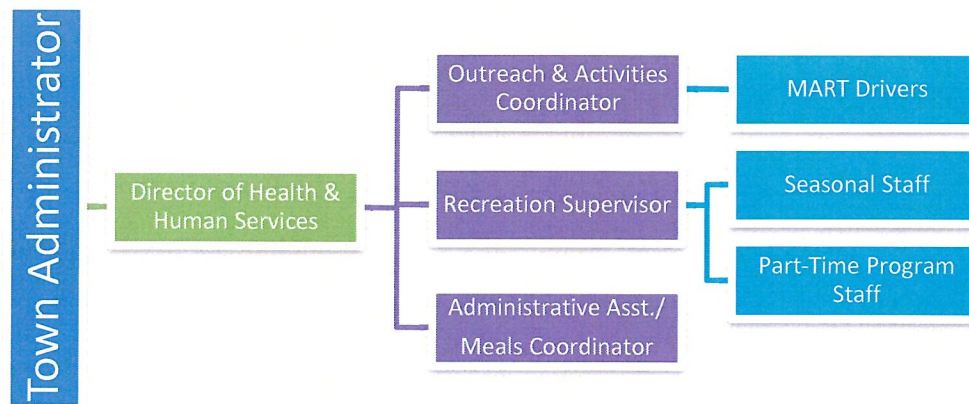 Town Administrator
Director of Health &
Human Services
Outreach & Activities
Coordinator
MART Drivers
Recreation Supervisor
Seasonal Staff
Part-Time Program
Staff
Administrative Asst./
Meals Coordinator